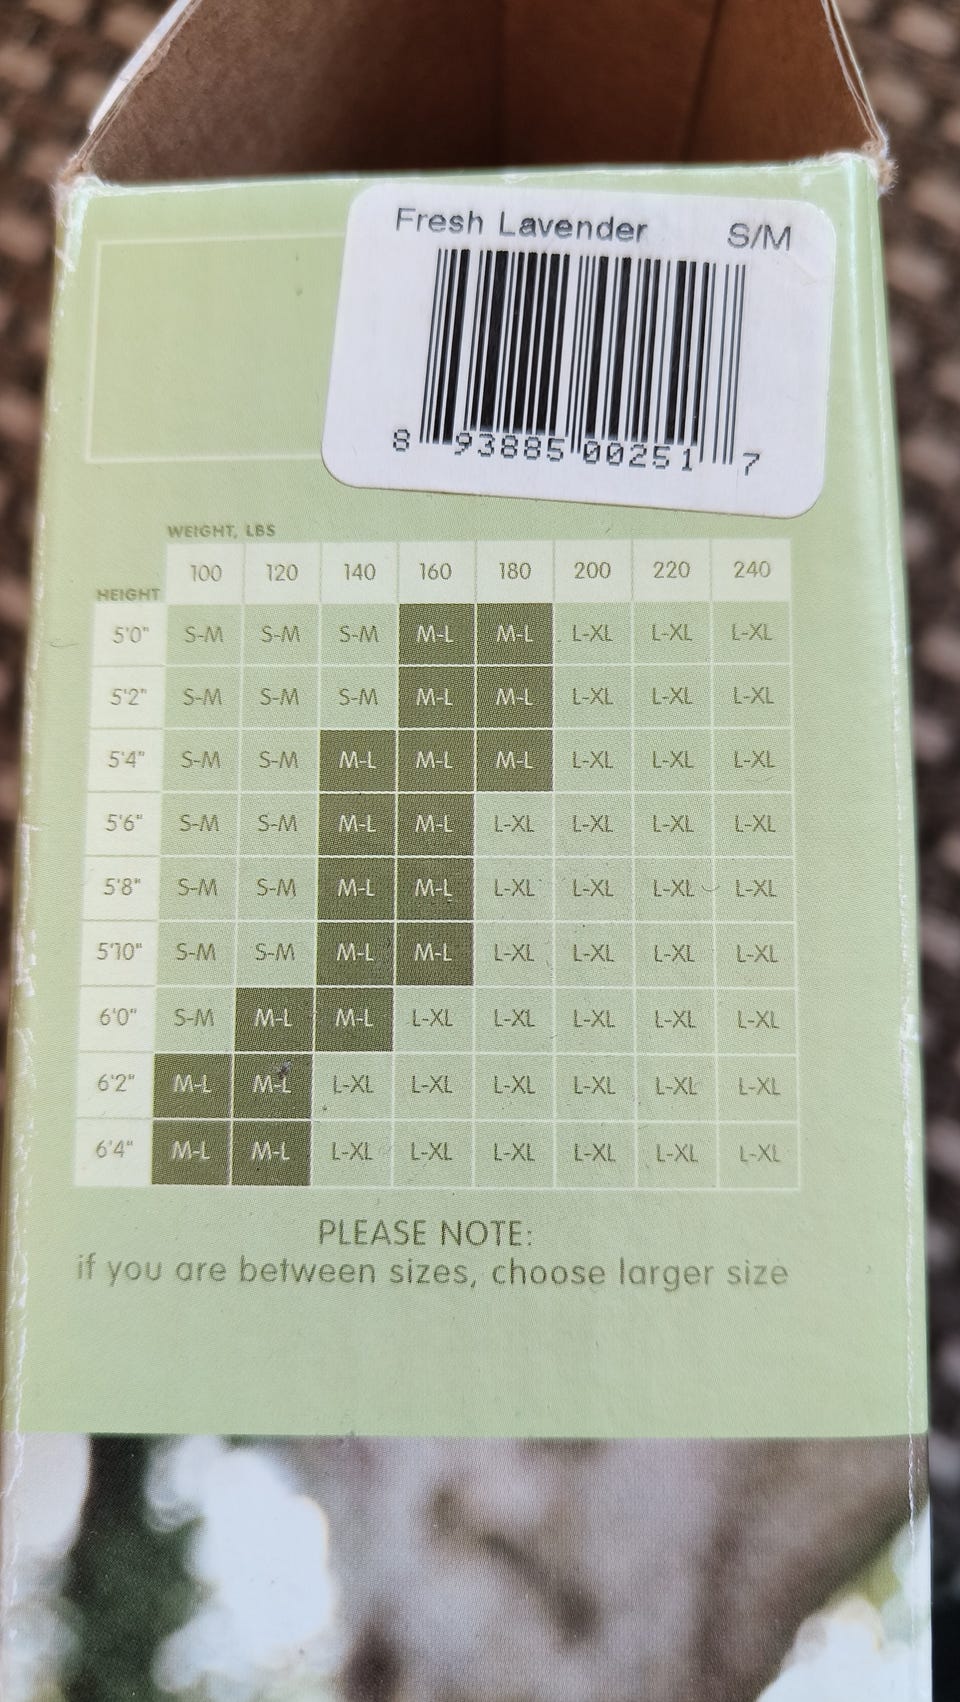 Fresh Lavender S/M
8 93885 00251 7
WEIGHT, LBS
HEIGHT 100 120 140 160 180 200 220 240
5'0" S-M S-M S-M M-L M-L L-XL L-XL L-XL
5'2" S-M S-M S-M M-L M-L L-XL L-XL L-XL
5'4" S-M S-M M-L M-L M-L L-XL L-XL L-XL
5'6" S-M S-M M-L M-L L-XL L-XL L-XL L-XL
5'8" S-M S-M M-L M-L L-XL L-XL L-XL L-XL
5'10" S-M S-M M-L M-L L-XL L-XL L-XL L-XL
6'0" S-M M-L M-L L-XL L-XL L-XL L-XL L-XL
6'2" M-L M-L L-XL L-XL L-XL L-XL L-XL L-XL
6'4" M-L M-L L-XL L-XL L-XL L-XL L-XL L-XL
PLEASE NOTE:
if you are between sizes, choose larger size